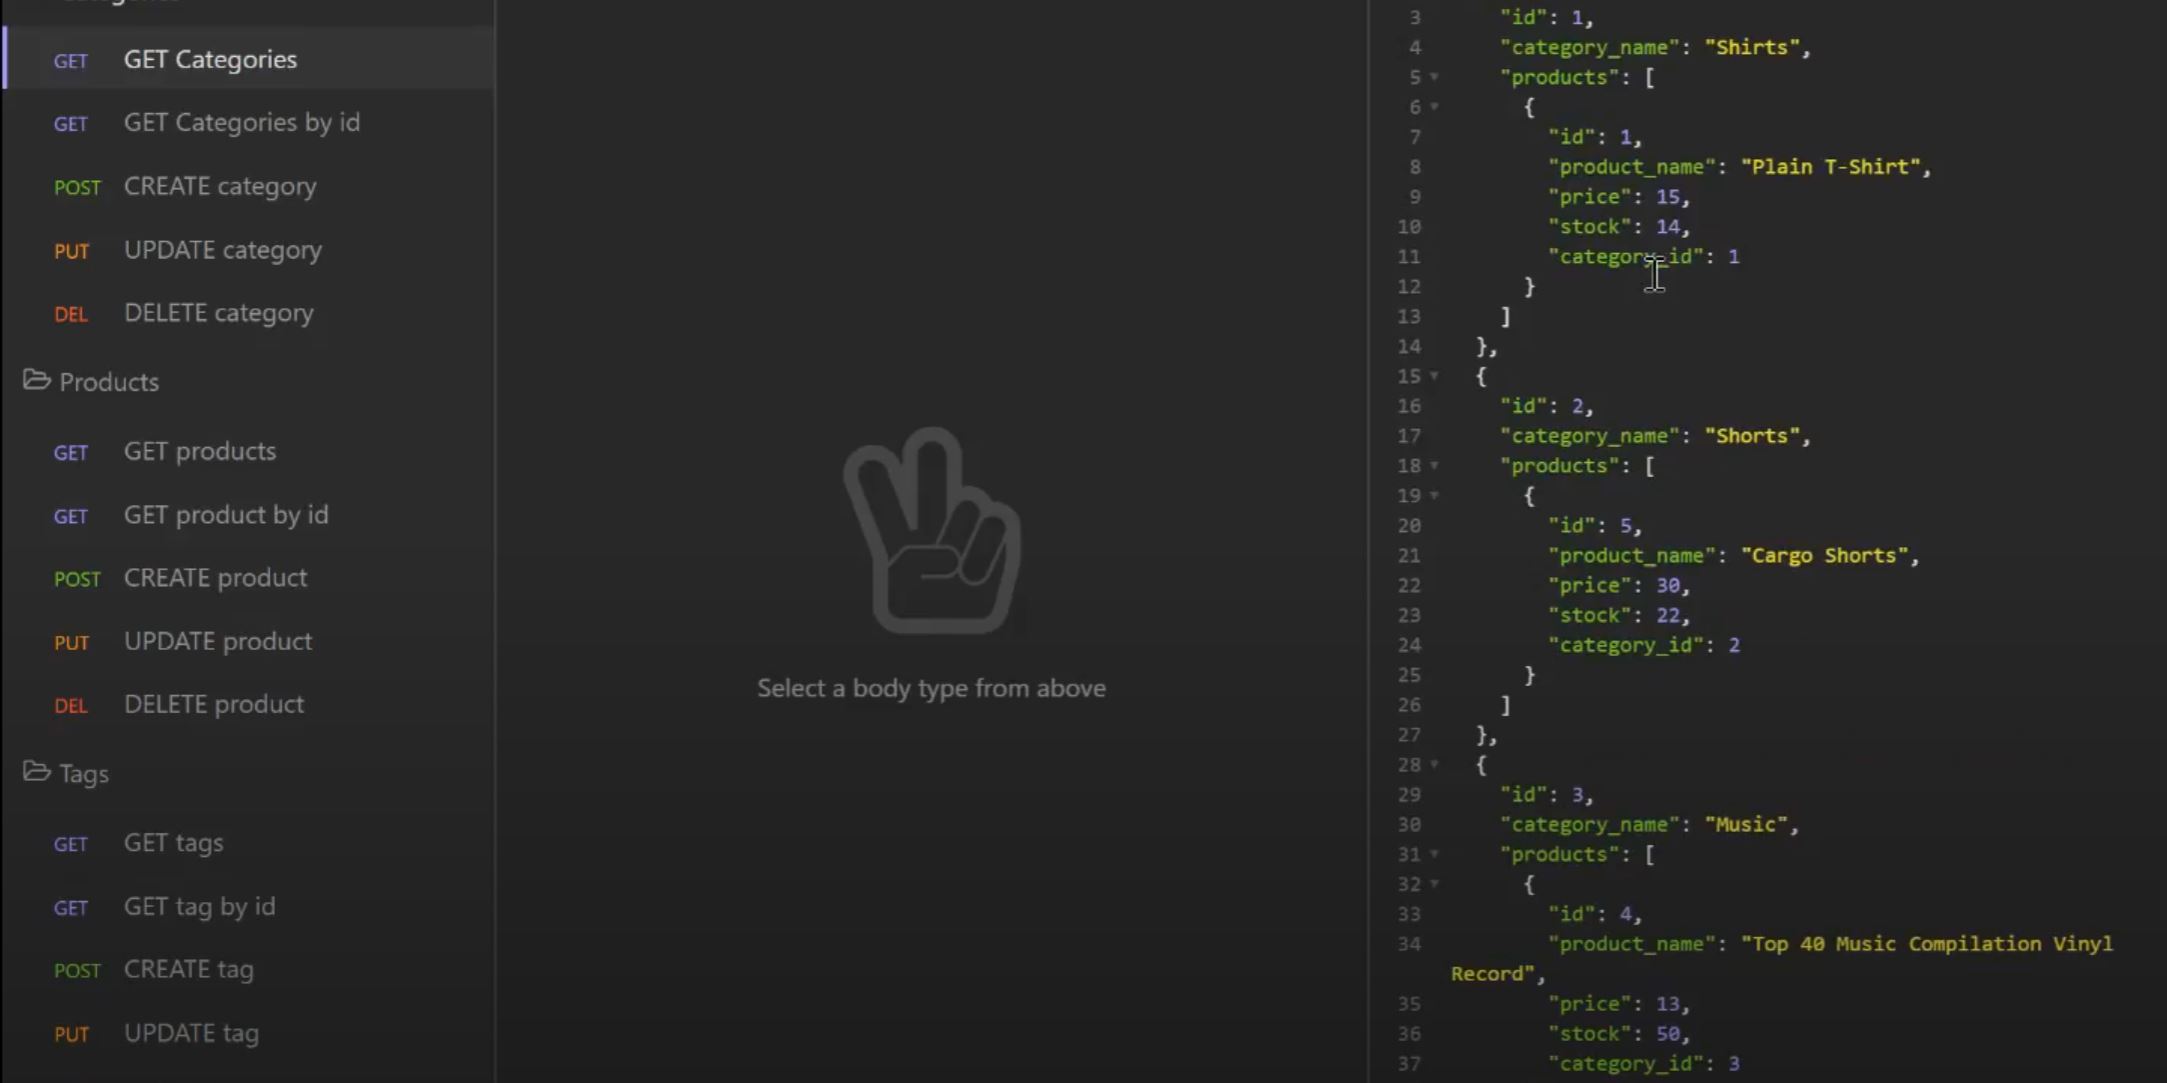 GET GET Categories
GET GET Categories by id
POST CREATE category
PUT UPDATE category
DEL DELETE category
Products
GET GET products
GET GET product by id
POST CREATE product
PUT UPDATE product
DEL DELETE product
Tags
GET GET tags
GET GET tag by id
POST CREATE tag
PUT UPDATE tag
Select a body type from above
3 "id": 1,
4 "category_name": "Shirts",
5 "products": [
6 {
7 "id": 1,
8 "product_name": "Plain T-Shirt",
9 "price": 15,
10 "stock": 14,
11 "category_id": 1
12 }
13 ]
14 },
15 {
16 "id": 2,
17 "category_name": "Shorts",
18 "products": [
19 {
20 "id": 5,
21 "product_name": "Cargo Shorts",
22 "price": 30,
23 "stock": 22,
24 "category_id": 2
25 }
26 ]
27 },
28 {
29 "id": 3,
30 "category_name": "Music",
31 "products": [
32 {
33 "id": 4,
34 "product_name": "Top 40 Music Compilation Vinyl
Record",
35 "price": 13,
36 "stock": 50,
37 "category_id": 3